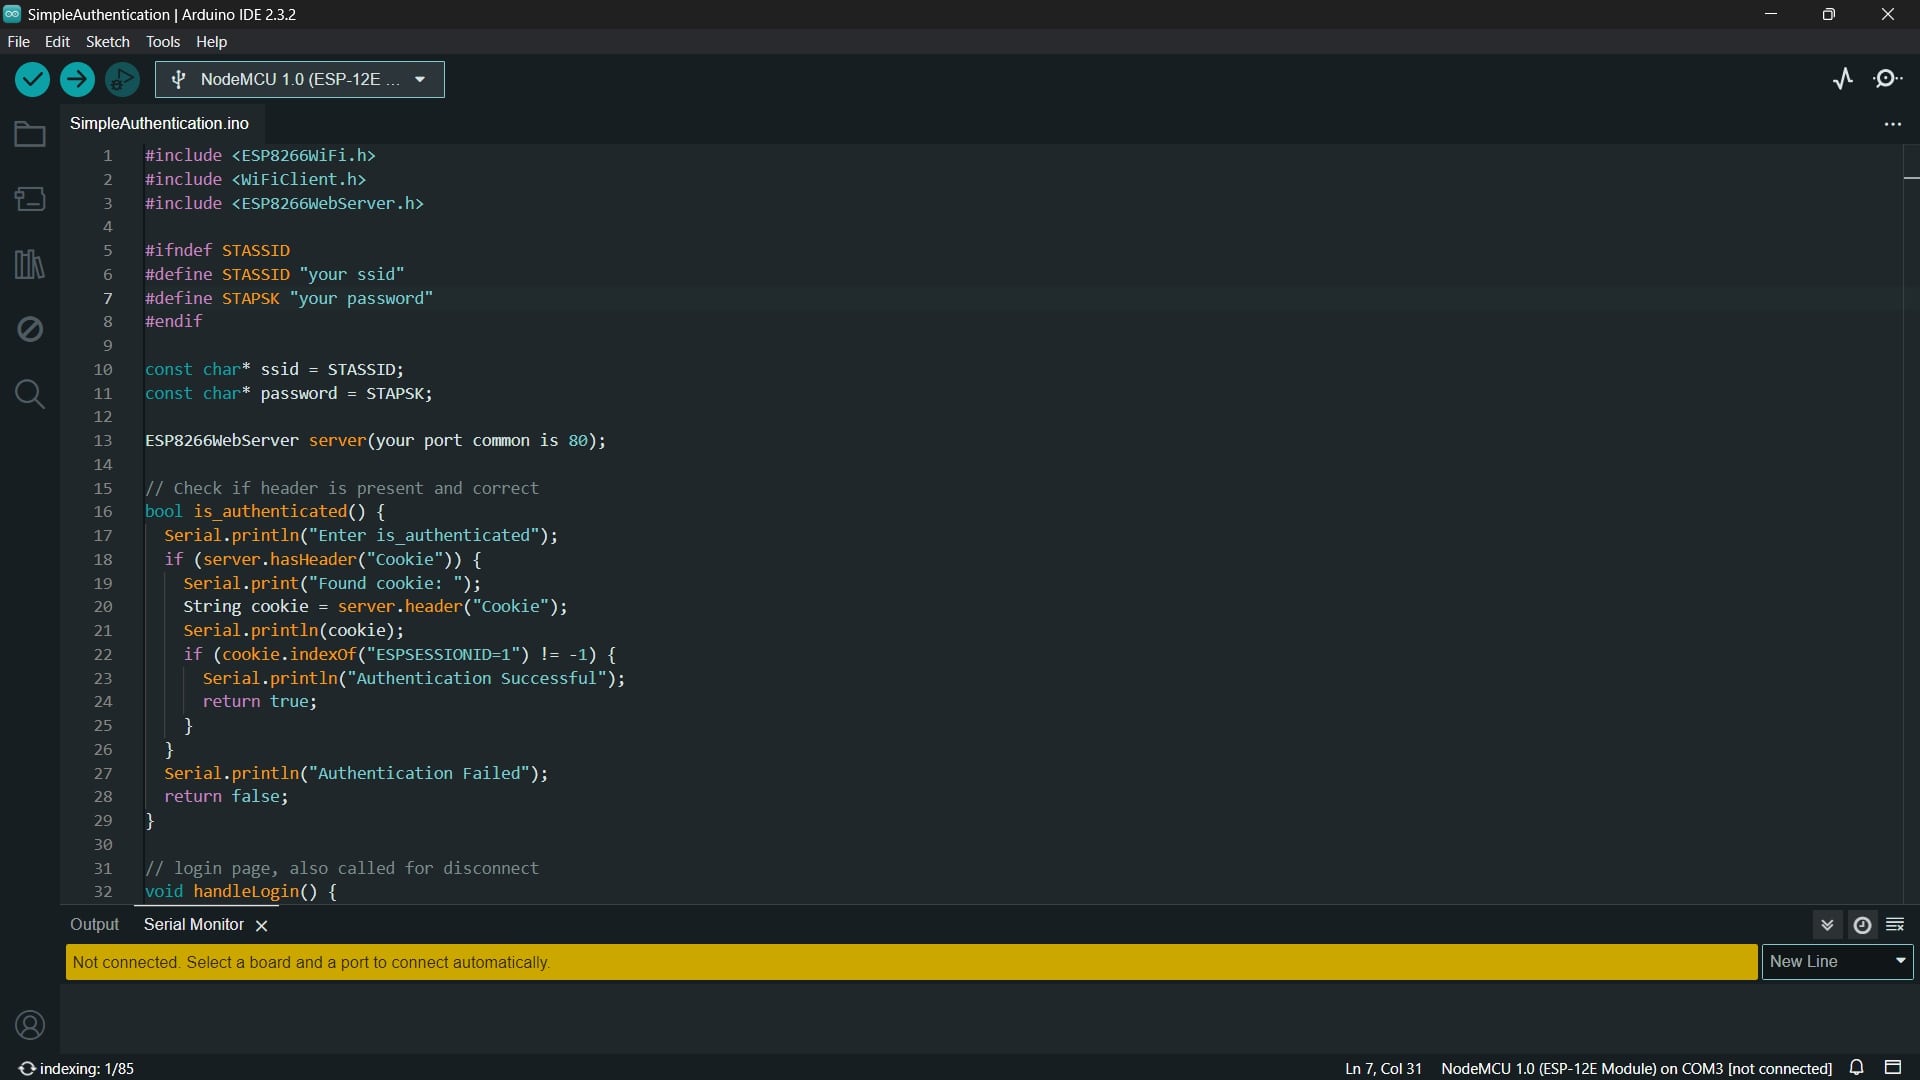 SimpleAuthentication | Arduino IDE 2.3.2
File Edit Sketch Tools Help
NodeMCU 1.0 (ESP-12E ...
SimpleAuthentication.ino
1 #include <ESP8266WiFi.h>
2 #include <WiFiClient.h>
3 #include <ESP8266WebServer.h>
4
5 #ifndef STASSID
6 #define STASSID "your ssid"
7 #define STAPSK "your password"
8 #endif
9
10 const char* ssid = STASSID;
11 const char* password = STAPSK;
12
13 ESP8266WebServer server(your port common is 80);
14
15 // Check if header is present and correct
16 bool is_authenticated() {
17 Serial.println("Enter is_authenticated");
18 if (server.hasHeader("Cookie")) {
19 Serial.print("Found cookie: ");
20 String cookie = server.header("Cookie");
21 Serial.println(cookie);
22 if (cookie.indexOf("ESPSESSIONID=1") != -1) {
23 Serial.println("Authentication Successful");
24 return true;
25 }
26 }
27 Serial.println("Authentication Failed");
28 return false;
29 }
30
31 // login page, also called for disconnect
32 void handleLogin() {
Output Serial Monitor
Not connected. Select a board and a port to connect automatically.
New Line
indexing: 1/85
Ln 7, Col 31 NodeMCU 1.0 (ESP-12E Module) on COM3 [not connected]